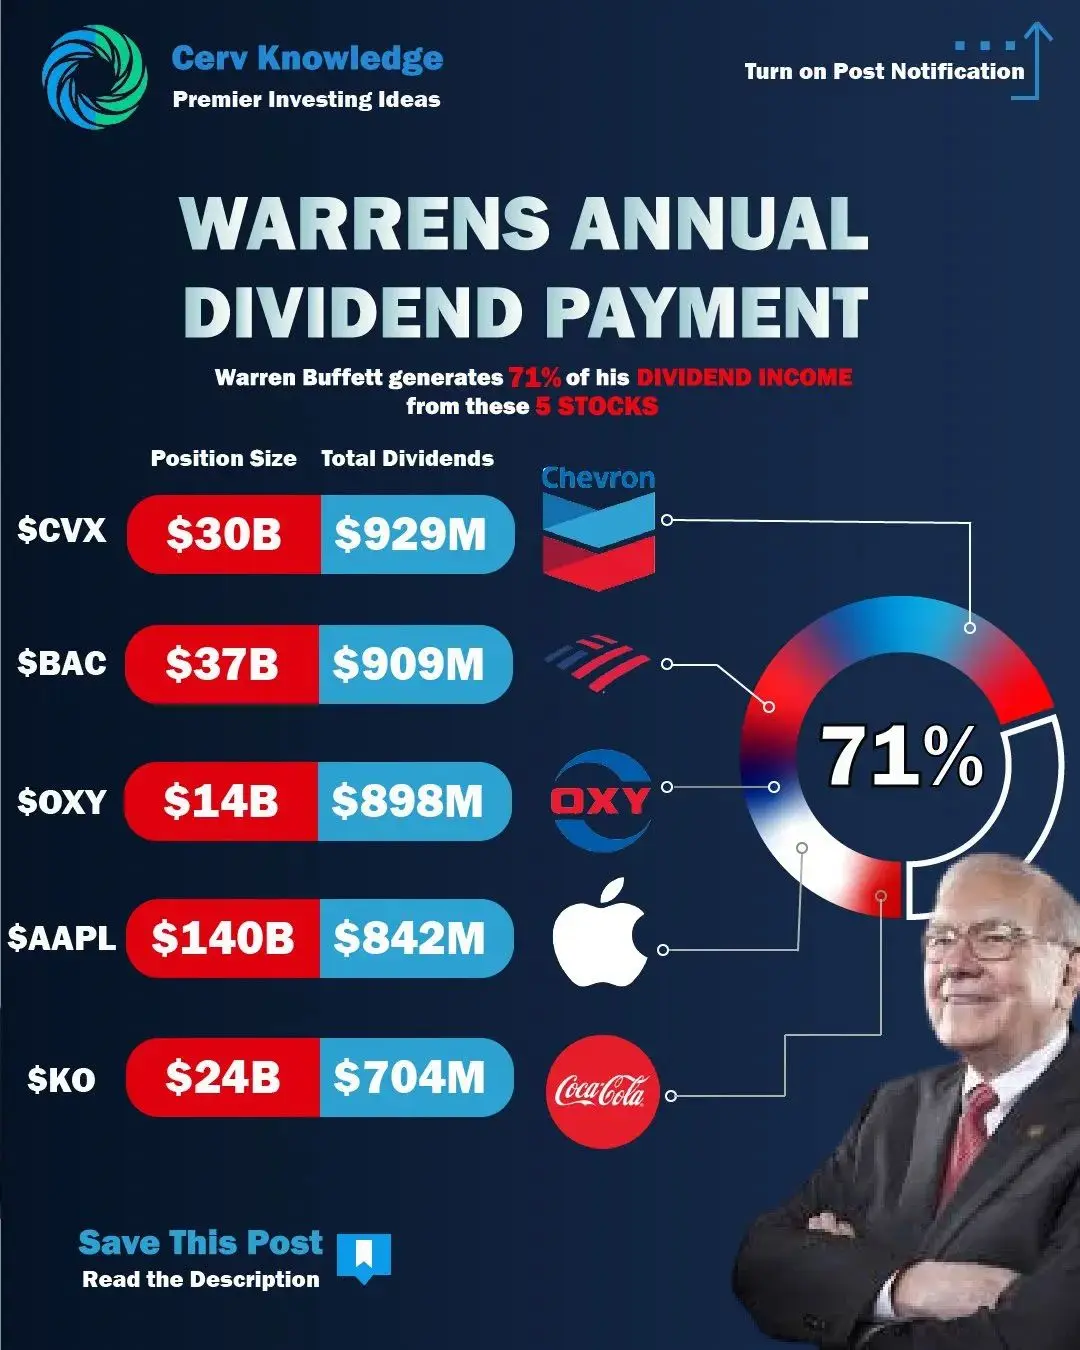 Cerv Knowledge
Premier Investing Ideas
Turn on Post Notification
WARRENS ANNUAL
DIVIDEND PAYMENT
Warren Buffett generates 71% of his DIVIDEND INCOME
from these 5 STOCKS
Position Size Total Dividends
Chevron
$CVX $30B $929M
$BAC $37B $909M
71%
$OXY $14B $898M OXY
$AAPL $140B $842M
$KO $24B $704M Coca-Cola
Save This Post
Read the Description